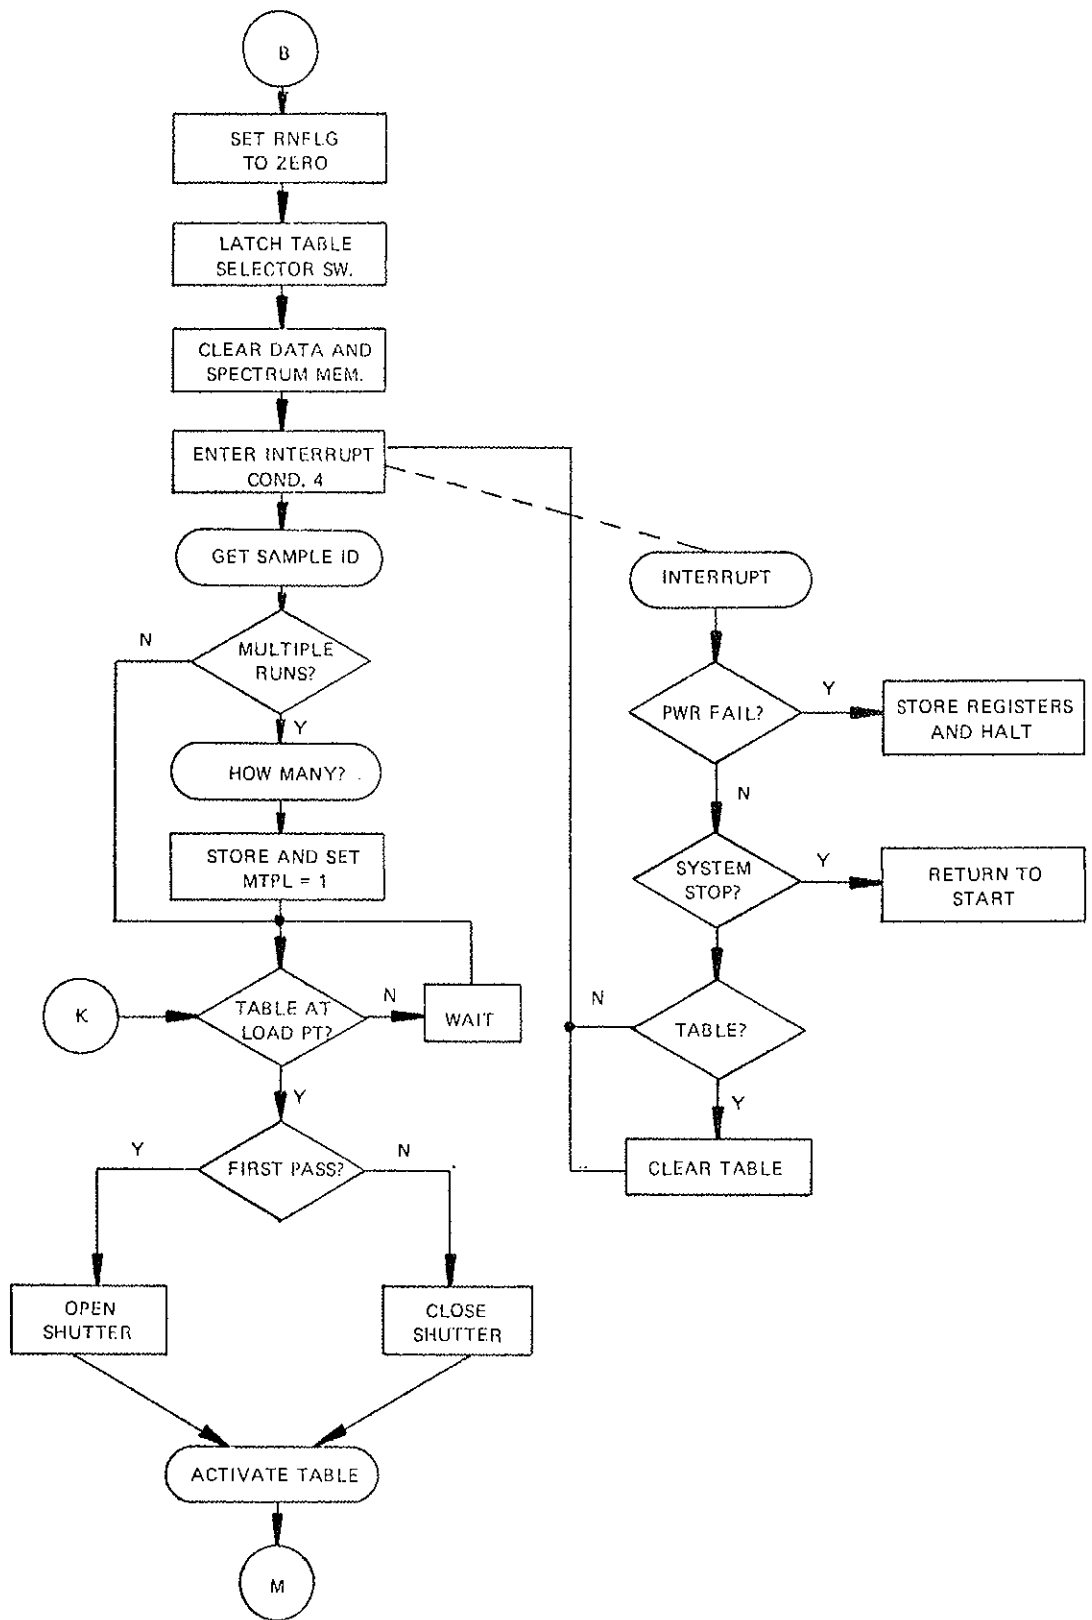 B
SET RNFLG
TO ZERO
LATCH TABLE
SELECTOR SW.
CLEAR DATA AND
SPECTRUM MEM.
ENTER INTERRUPT
COND. 4
GET SAMPLE ID
N
MULTIPLE
RUNS?
Y
HOW MANY?
STORE AND SET
MTPL = 1
K
TABLE AT
LOAD PT?
N
WAIT
Y
Y
FIRST PASS?
N
OPEN
SHUTTER
CLOSE
SHUTTER
ACTIVATE TABLE
M
INTERRUPT
PWR FAIL?
Y
STORE REGISTERS
AND HALT
N
SYSTEM
STOP?
Y
RETURN TO
START
N
TABLE?
Y
CLEAR TABLE